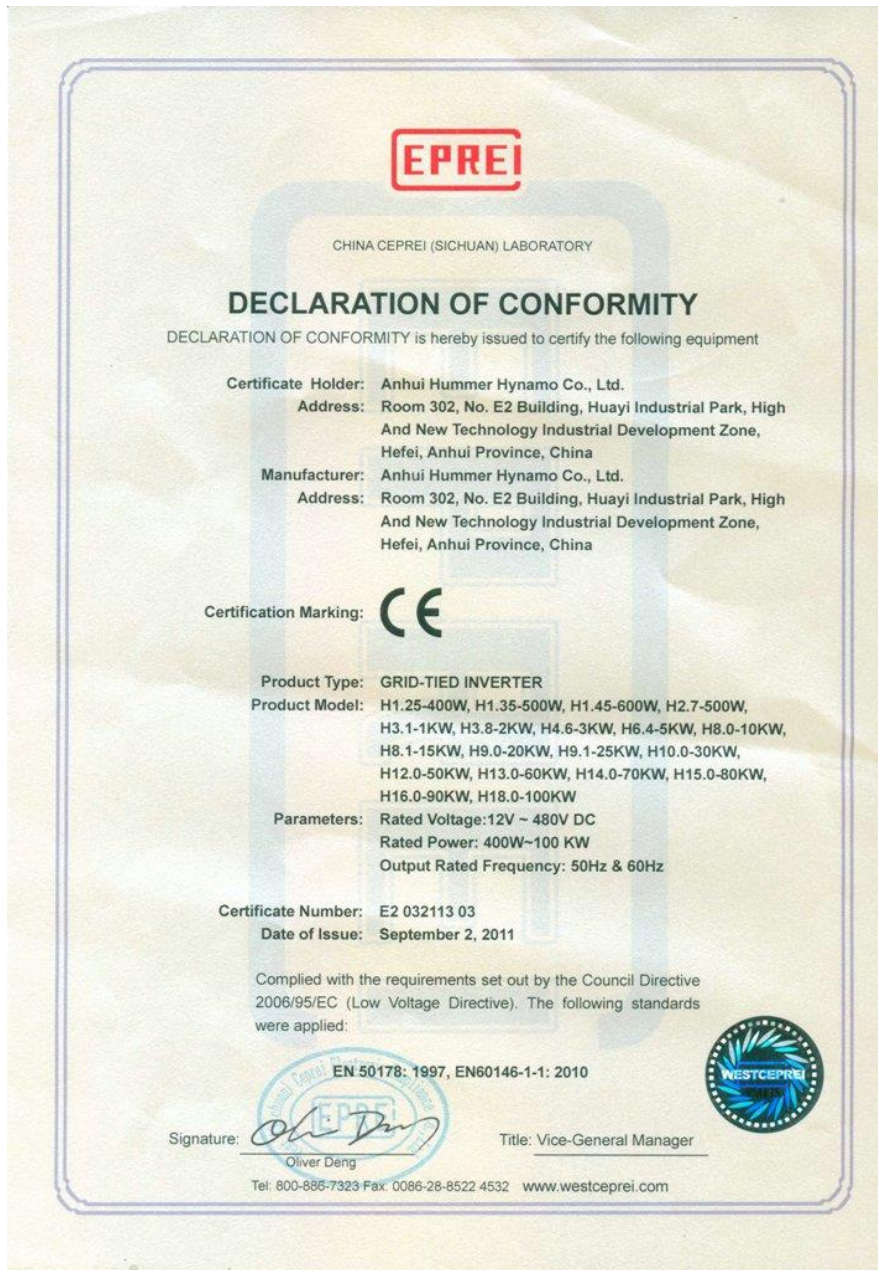 EPREI
CHINA CEPREI (SICHUAN) LABORATORY
DECLARATION OF CONFORMITY
DECLARATION OF CONFORMITY is hereby issued to certify the following equipment
Certificate Holder: Anhui Hummer Hynamo Co., Ltd.
Address: Room 302, No. E2 Building, Huayi Industrial Park, High
And New Technology Industrial Development Zone,
Hefei, Anhui Province, China
Manufacturer: Anhui Hummer Hynamo Co., Ltd.
Address: Room 302, No. E2 Building, Huayi Industrial Park, High
And New Technology Industrial Development Zone,
Hefei, Anhui Province, China
Certification Marking: CE
Product Type: GRID-TIED INVERTER
Product Model: H1.25-400W, H1.35-500W, H1.45-600W, H2.7-500W,
H3.1-1KW, H3.8-2KW, H4.6-3KW, H6.4-5KW, H8.0-10KW,
H8.1-15KW, H9.0-20KW, H9.1-25KW, H10.0-30KW,
H12.0-50KW, H13.0-60KW, H14.0-70KW, H15.0-80KW,
H16.0-90KW, H18.0-100KW
Parameters: Rated Voltage:12V ~ 480V DC
Rated Power: 400W~100 KW
Output Rated Frequency: 50Hz & 60Hz
Certificate Number: E2 032113 03
Date of Issue: September 2, 2011
Complied with the requirements set out by the Council Directive
2006/95/EC (Low Voltage Directive). The following standards
were applied:
EN 50178: 1997, EN60146-1-1: 2010
WESTCEPREI
EPREI
Signature: Title: Vice-General Manager
Oliver Deng
Tel: 800-886-7323 Fax: 0086-28-8522 4532 www.westceprei.com